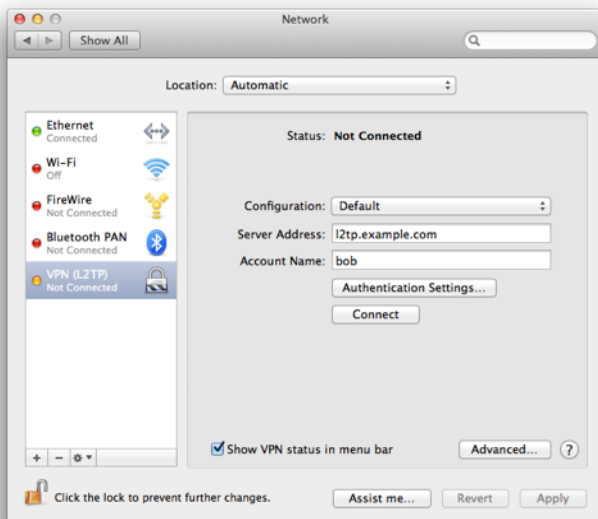 Network
Show All
Location: Automatic
Ethernet
Connected
Wi-Fi
Off
FireWire
Not Connected
Bluetooth PAN
Not Connected
VPN (L2TP)
Not Connected
Status: Not Connected
Configuration: Default
Server Address: l2tp.example.com
Account Name: bob
Authentication Settings...
Connect
Show VPN status in menu bar
Advanced... ?
Click the lock to prevent further changes.
Assist me... Revert Apply